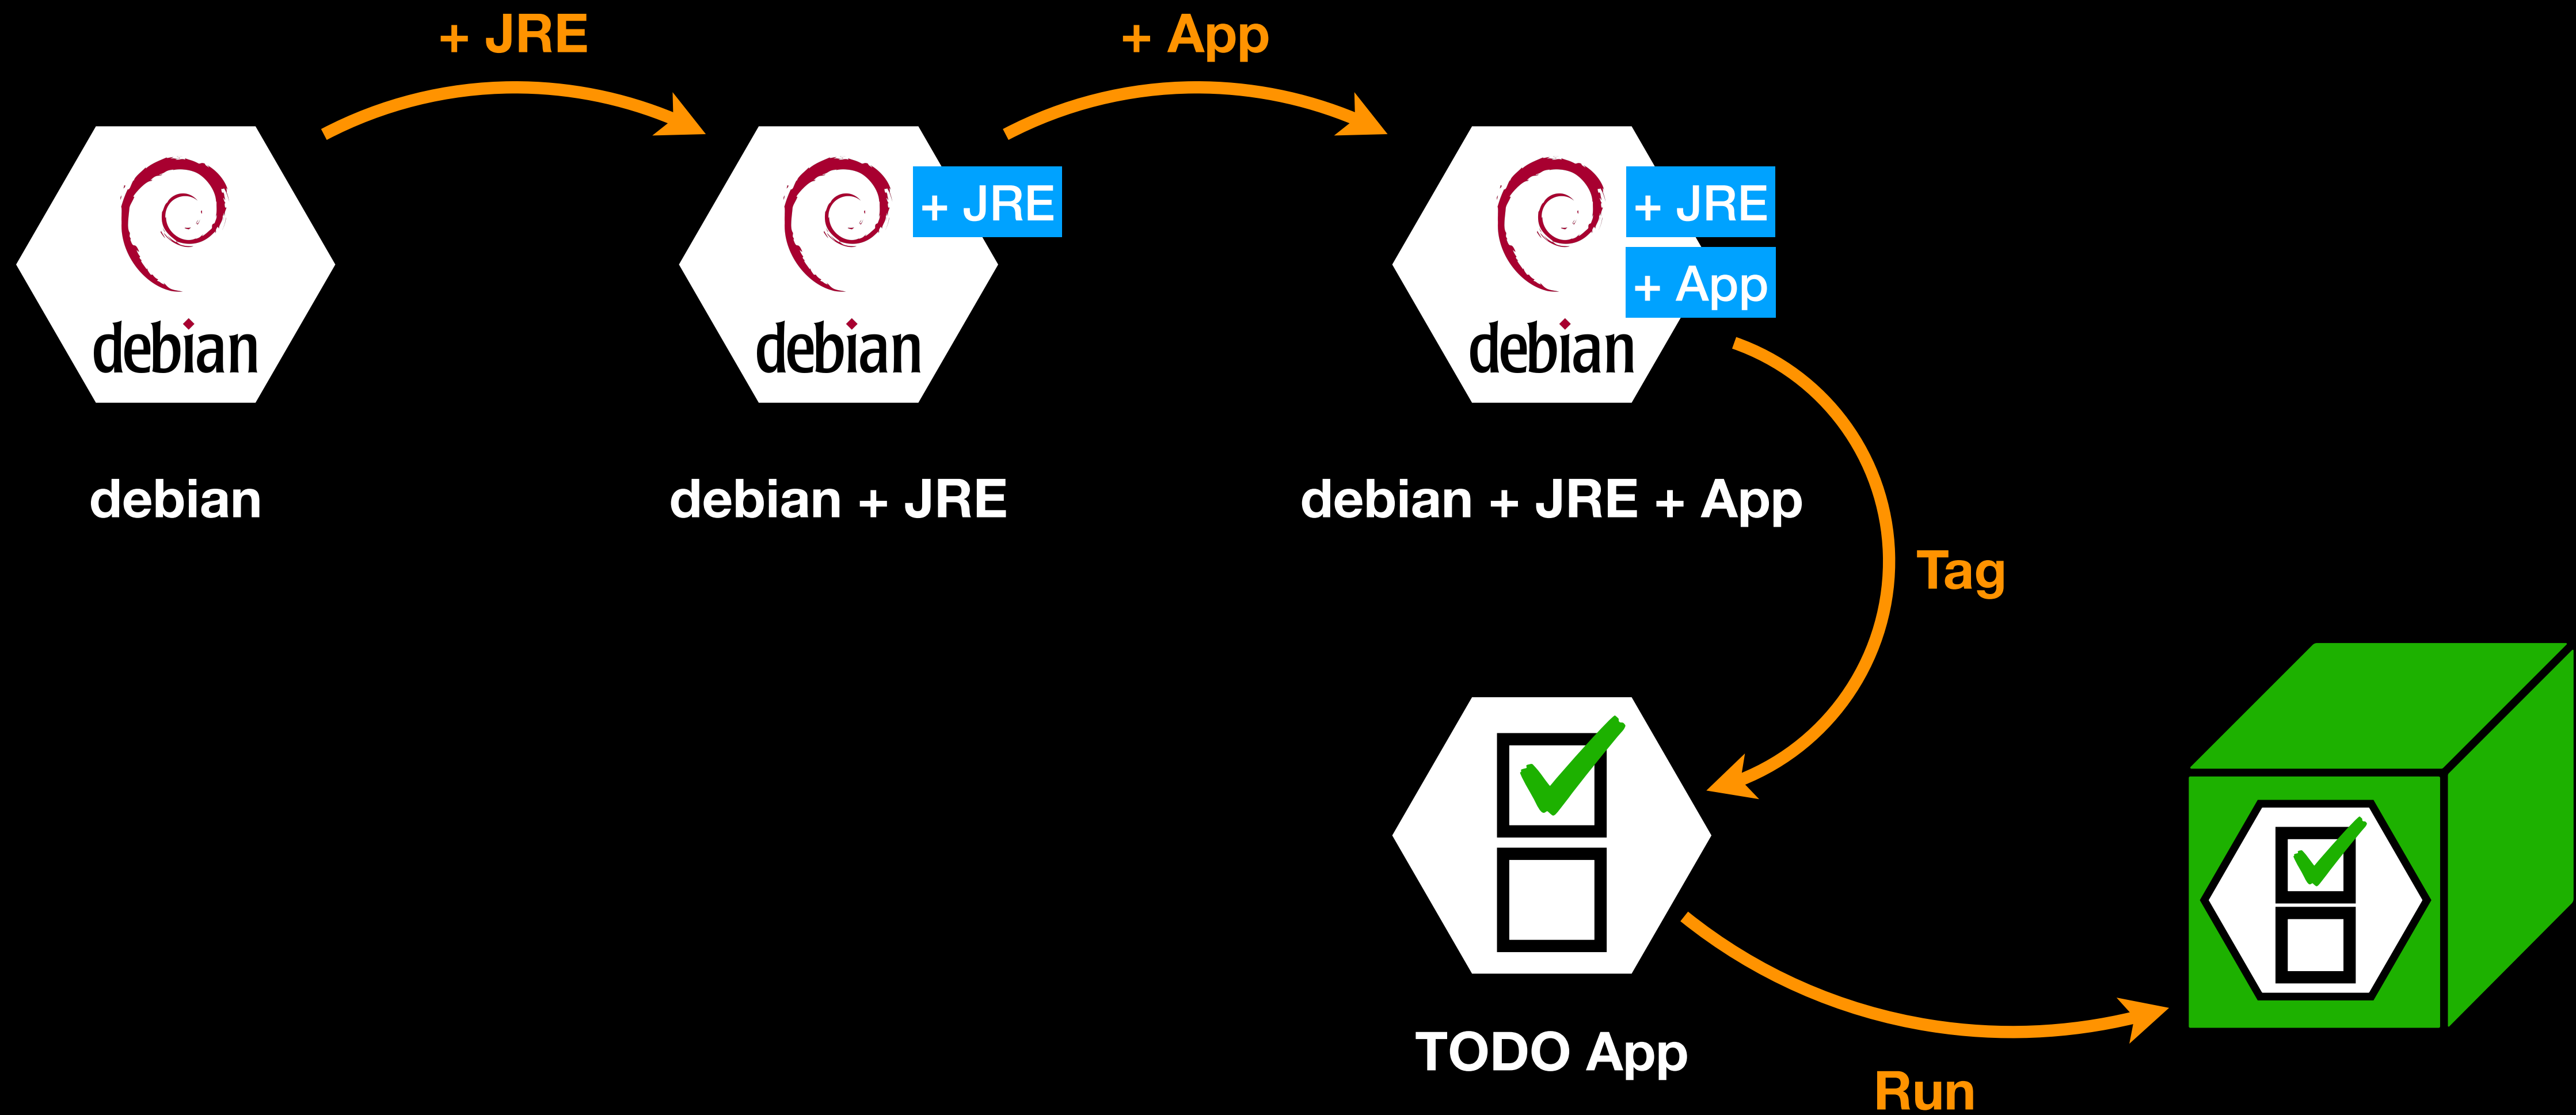 + JRE
+ App
debian
+ JRE
debian
+ JRE
+ App
debian
debian
debian + JRE
debian + JRE + App
Tag
TODO App
Run